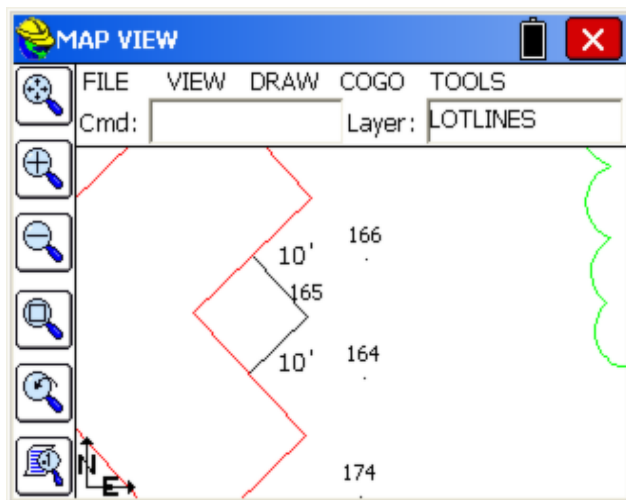 MAP VIEW
FILE VIEW DRAW COGO TOOLS
Cmd: Layer: LOTLINES
166
10'
165
10'
164
174
N
E